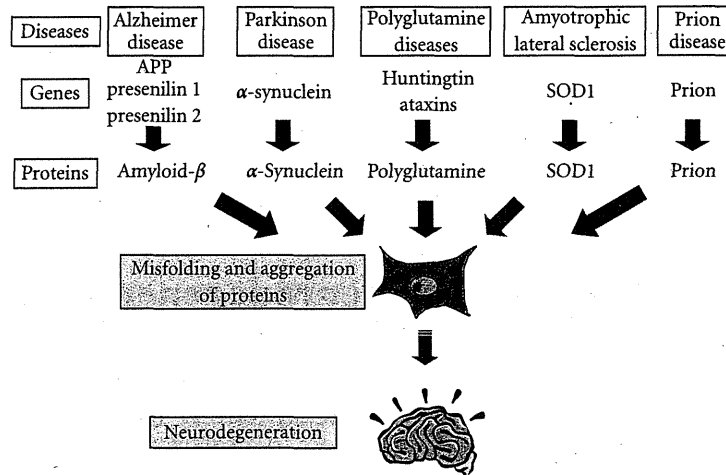 Diseases
Alzheimer
disease
Parkinson
disease
Polyglutamine
diseases
Amyotrophic
lateral sclerosis
Prion
disease
Genes
APP
presenilin 1
presenilin 2
α-synuclein
Huntingtin
ataxins
SOD1
Prion
Proteins
Amyloid-β
α-Synuclein
Polyglutamine
SOD1
Prion
Misfolding and aggregation
of proteins
Neurodegeneration